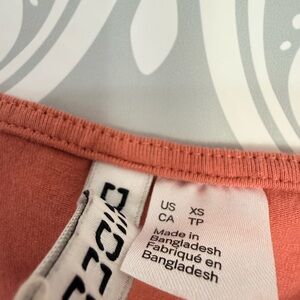 US XS
CA TP
Made in
Bangladesh
Fabriqué en
Bangladesh